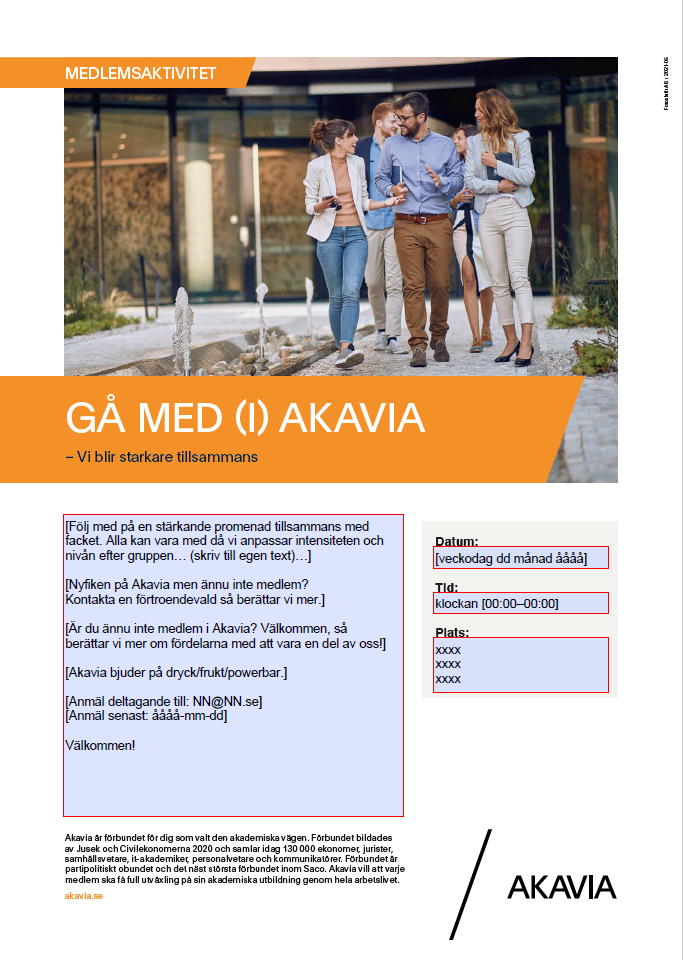 MEDLEMSAKTIVITET
GÅ MED (I) AKAVIA
– Vi blir starkare tillsammans
[Följ med på en stärkande promenad tillsammans med
facket. Alla kan vara med då vi anpassar intensiteten och
nivån efter gruppen… (skriv till egen text)…]
[Nyfiken på Akavia men ännu inte medlem?
Kontakta en förtroendevald så berättar vi mer.]
[Är du ännu inte medlem i Akavia? Välkommen, så
berättar vi mer om fördelarna med att vara en del av oss!]
[Akavia bjuder på dryck/frukt/powerbar.]
[Anmäl deltagande till: NN@NN.se]
[Anmäl senast: åååå-mm-dd]
Välkommen!
Datum:
[veckodag dd månad åååå]
Tid:
klockan [00:00–00:00]
Plats:
xxxx
xxxx
xxxx
Akavia är förbundet för dig som valt den akademiska vägen. Förbundet bildades
av Jusek och Civilekonomerna 2020 och samlar idag 130 000 ekonomer, jurister,
samhällsvetare, it-akademiker, personalvetare och kommunikatörer. Förbundet är
partipolitiskt obundet och det näst största förbundet inom Saco. Akavia vill att varje
medlem ska få full utväxling på sin akademiska utbildning genom hela arbetslivet.
akavia.se
AKAVIA